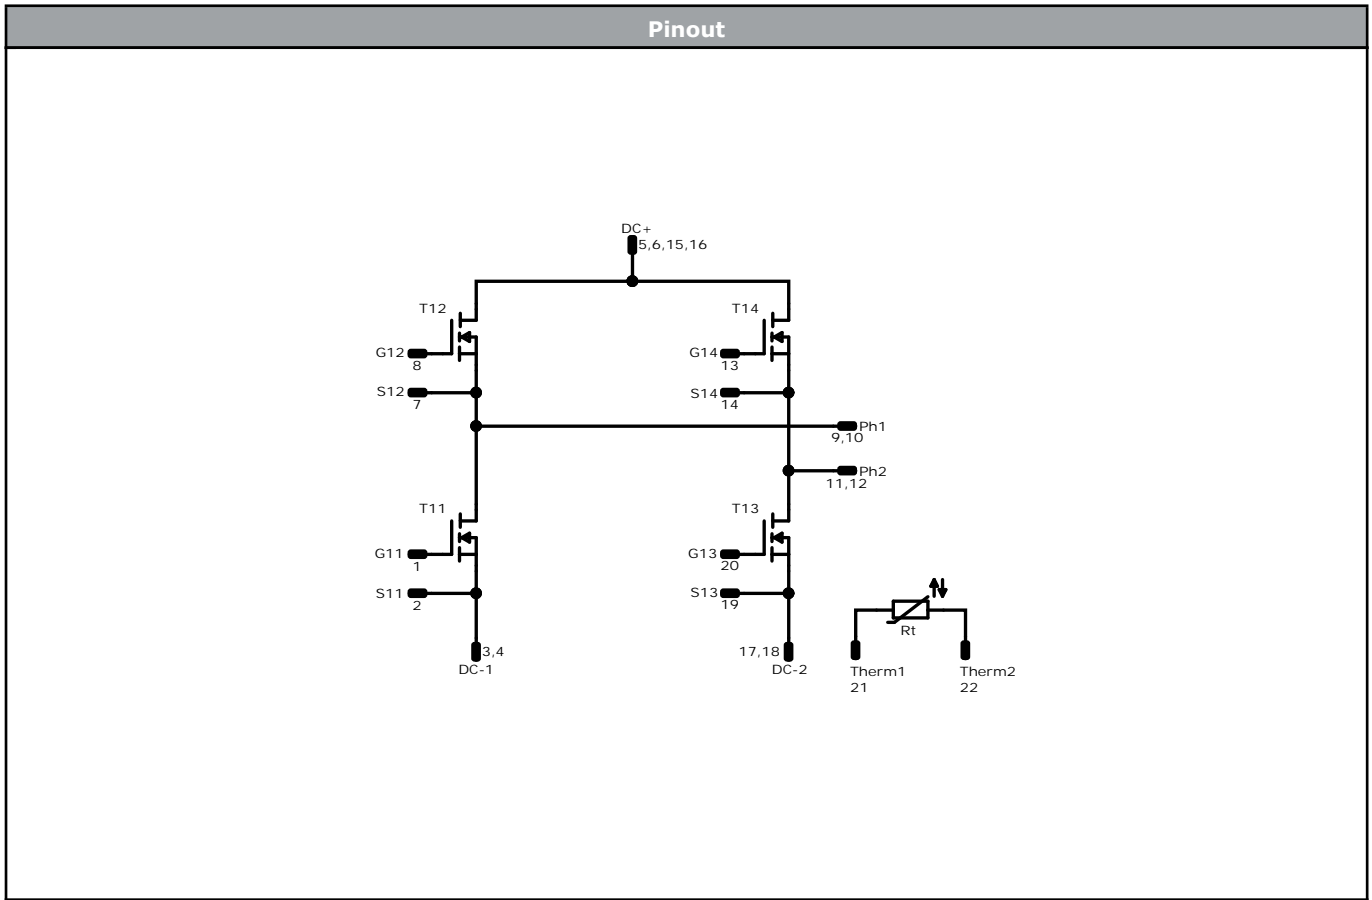 Pinout
DC+
5,6,15,16
T12
T14
G12
8
G14
13
S12
7
S14
14
Ph1
9,10
Ph2
11,12
T11
T13
G11
1
G13
20
S11
2
S13
19
Rt
3,4
DC-1
17,18
DC-2
Therm1
21
Therm2
22